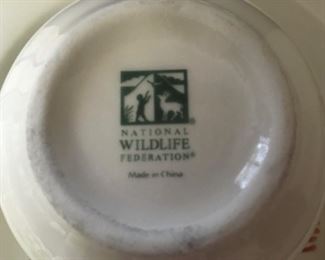 ®
NATIONAL
WILDLIFE
FEDERATION®
Made in China